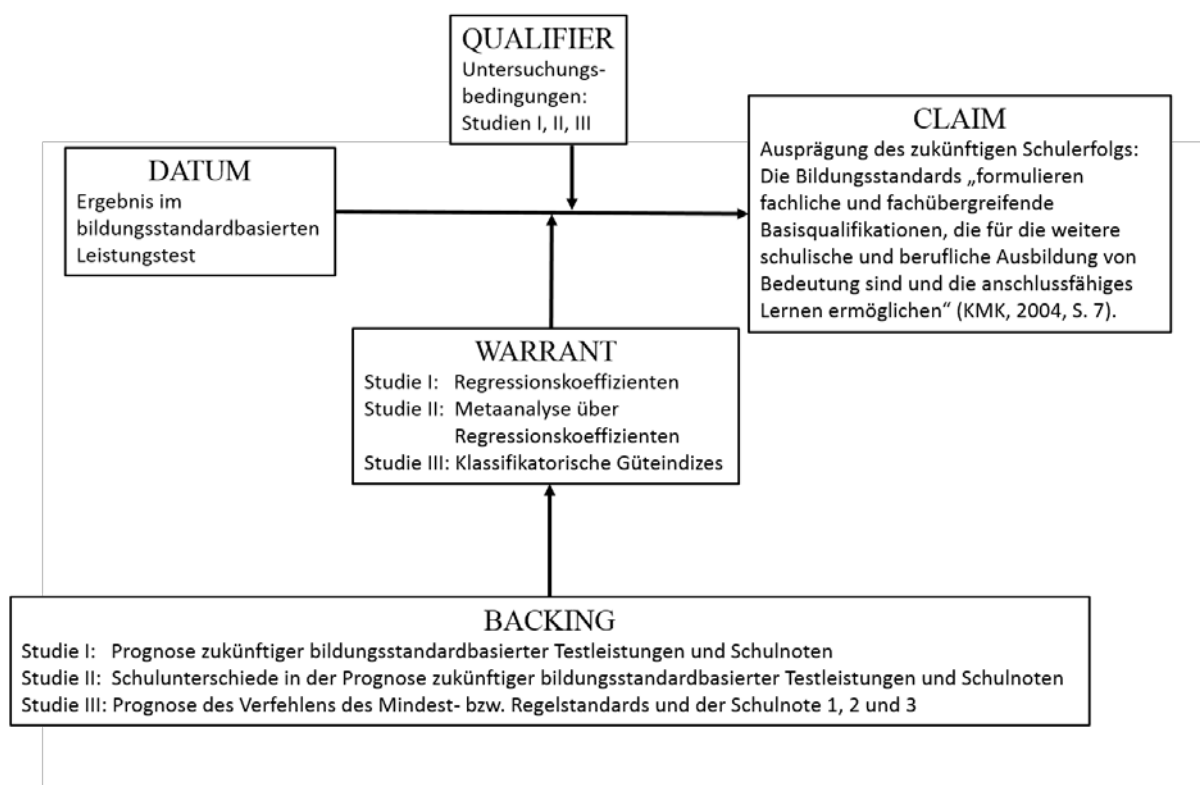 QUALIFIER
Untersuchungs-
bedingungen:
Studien I, II, III
CLAIM
Ausprägung des zukünftigen Schulerfolgs:
Die Bildungsstandards „formulieren
fachliche und fachübergreifende
Basisqualifikationen, die für die weitere
schulische und berufliche Ausbildung von
Bedeutung sind und die anschlussfähiges
Lernen ermöglichen“ (KMK, 2004, S. 7).
DATUM
Ergebnis im
bildungsstandardbasierten
Leistungstest
WARRANT
Studie I: Regressionskoeffizienten
Studie II: Metaanalyse über
Regressionskoeffizienten
Studie III: Klassifikatorische Güteindizes
BACKING
Studie I: Prognose zukünftiger bildungsstandardbasierter Testleistungen und Schulnoten
Studie II: Schulunterschiede in der Prognose zukünftiger bildungsstandardbasierter Testleistungen und Schulnoten
Studie III: Prognose des Verfehlens des Mindest- bzw. Regelstandards und der Schulnote 1, 2 und 3